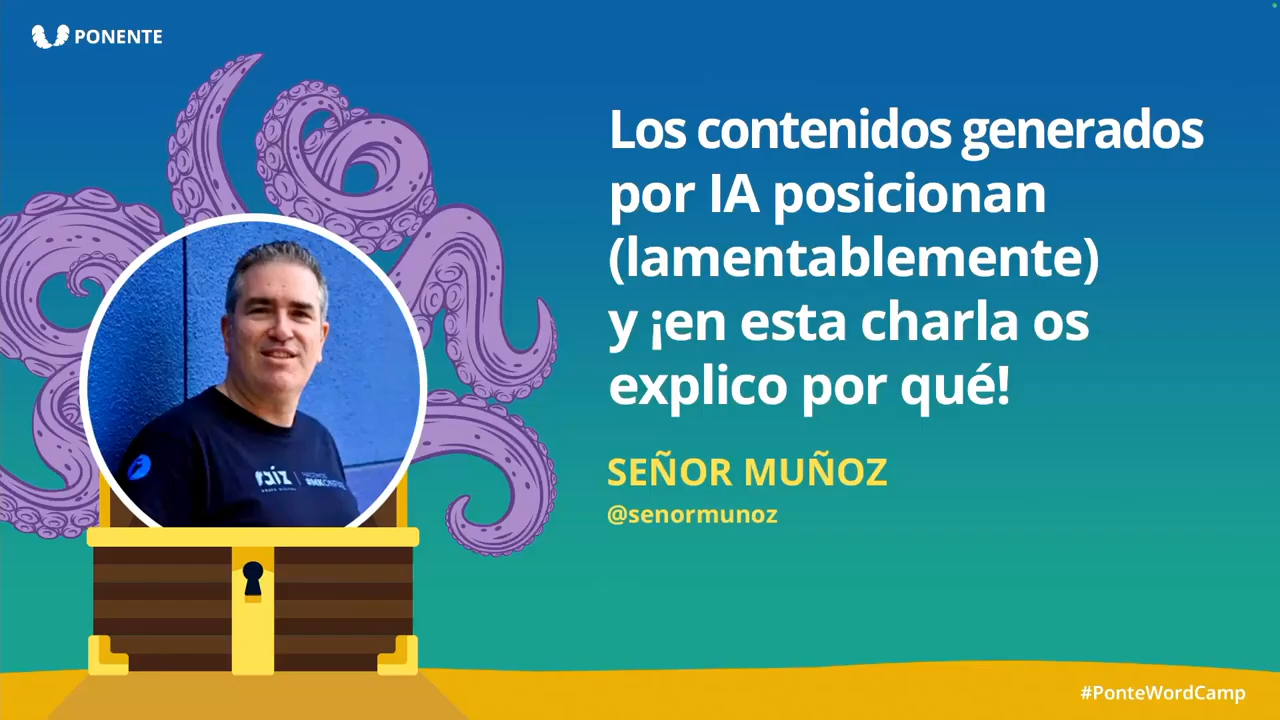 PONENTE
Los contenidos generados
por IA posicionan
(lamentablemente)
y ¡en esta charla os
explico por qué!
SEÑOR MUÑOZ
@senormunoz
raíz
#PonteWordCamp